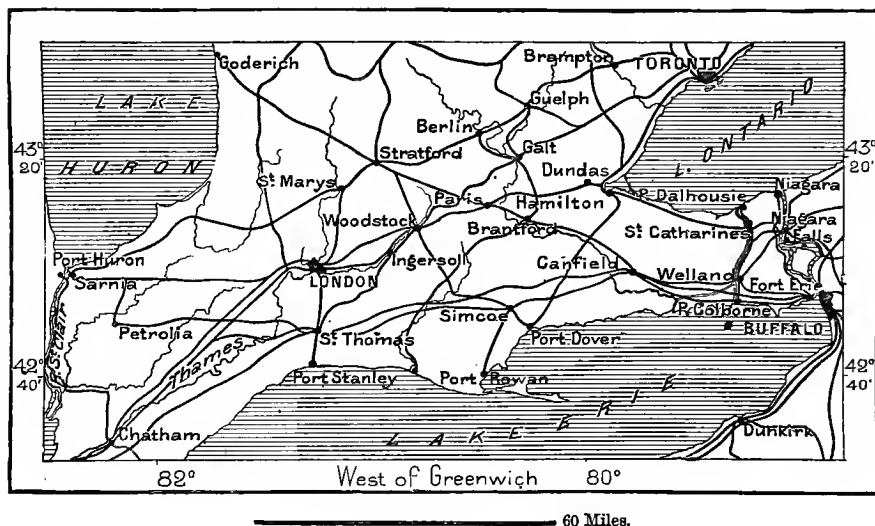 Goderich
Brampton
TORONTO
LAKE
HURON
Guelph
Berlin
L. ONTARIO
43° 20'
43° 20'
Stratford
Galt
Dundas
St. Marys
Paris
Hamilton
P. Dalhousie
Niagara
Woodstock
Brantford
St. Catharines
Niagara Falls
Port Huron
Sarnia
LONDON
Ingersoll
Canfield
Welland
Fort Erie
R. St. Clair
Petrolia
St. Thomas
Simcoe
P. Colborne
BUFFALO
Thames
Port Dover
42° 40'
42° 40'
Port Stanley
Port Rowan
LAKE ERIE
Chatham
Dunkirk
82° West of Greenwich 80°
60 Miles.